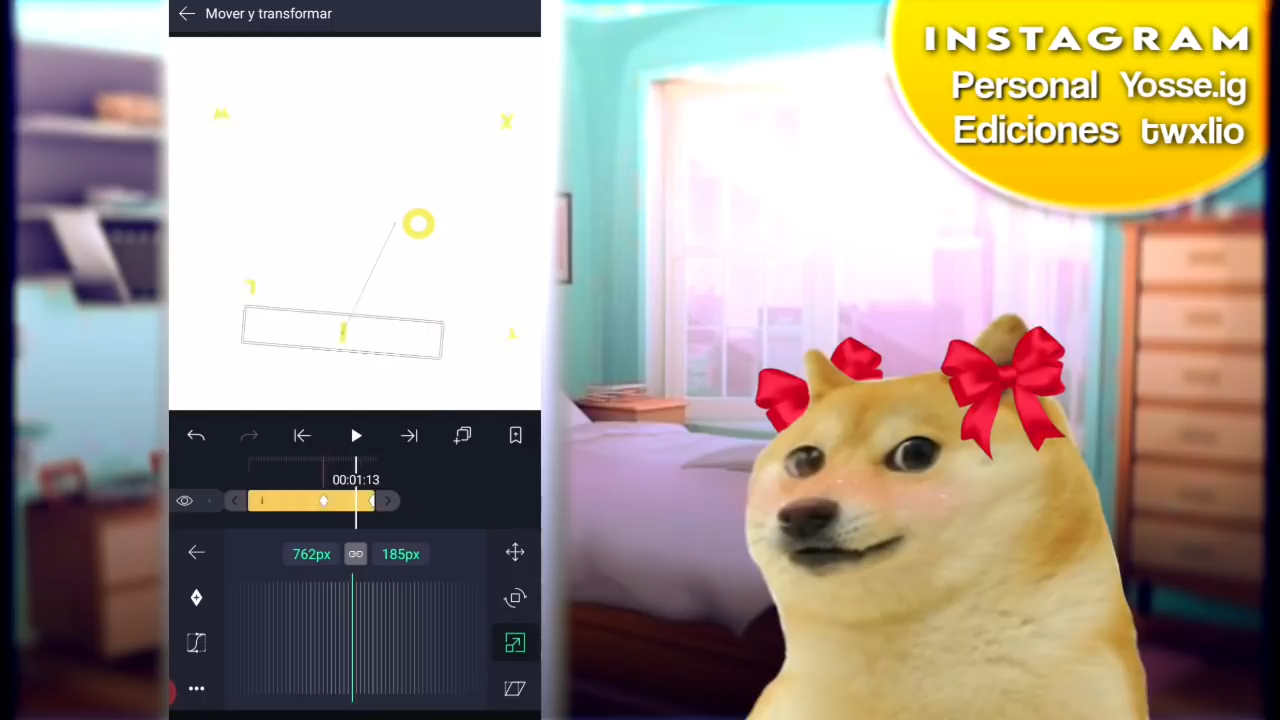 Mover y transformar
INSTAGRAM
Personal Yosse.ig
Ediciones twxlio
W
X
O
L
I
T
00:01:13
i
762px
185px